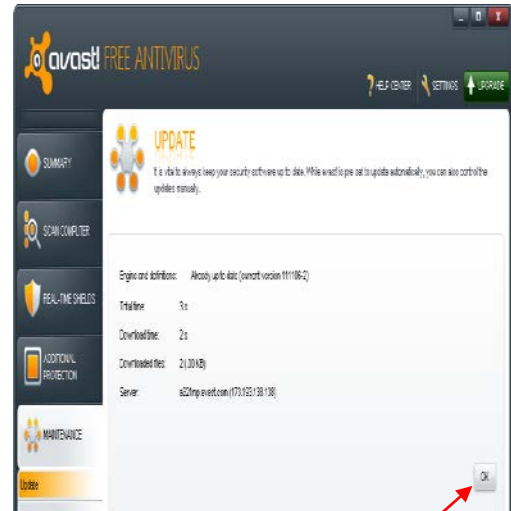 avast! FREE ANTIVIRUS
HELP CENTER SETTINGS UPGRADE
SUMMARY
SCAN COMPUTER
REAL-TIME SHIELDS
ADDITIONAL
PROTECTION
MAINTENANCE
Update
UPDATE
It is vital to always keep your security software up to date. While avast! is pre-set to update automatically, you can also control the
updates manually.
Engine and definitions: Already up to date (current version 111106-2)
Total time: 3 s
Download time: 2 s
Downloaded files: 2 (.00 KB)
Server: avast.com
OK